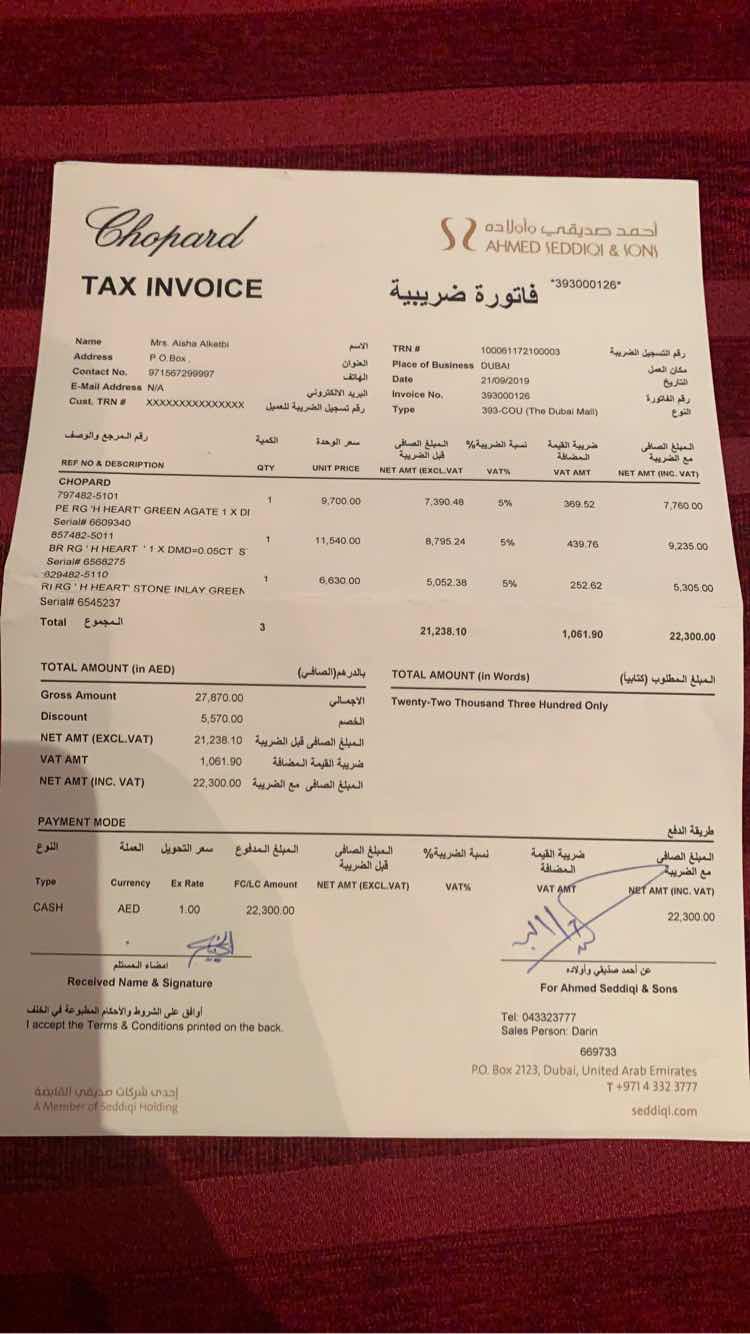 Chopard
أحمد صديقي وأولاده
AHMED SEDDIQI & SONS
TAX INVOICE
فاتورة ضريبية
*393000126*
Name Mrs. Aisha Alketbi الاسم
Address P O Box , العنوان
Contact No. 971567299997 الهاتف
E-Mail Address N/A البريد الالكتروني
Cust. TRN # XXXXXXXXXXXXXXX رقم تسجيل الضريبة للعميل
TRN # 100061172100003 رقم التسجيل الضريبة
Place of Business DUBAI مكان العمل
Date 21/09/2019 التاريخ
Invoice No. 393000126 رقم الفاتورة
Type 393-COU (The Dubai Mall) النوع
رقم المرجع والوصف الكمية سعر الوحدة المبلغ الصافي قبل الضريبة نسبة الضريبة% ضريبة القيمة المضافة المبلغ الصافي مع الضريبة
REF NO & DESCRIPTION QTY UNIT PRICE NET AMT (EXCL.VAT VAT% VAT AMT NET AMT (INC. VAT)
CHOPARD
797482-5101 1 9,700.00 7,390.48 5% 369.52 7,760.00
PE RG 'H HEART' GREEN AGATE 1 X DI
Serial# 6609340
857482-5011 1 11,540.00 8,795.24 5% 439.76 9,235.00
BR RG ' H HEART ' 1 X DMD=0.05CT S
Serial# 6568275
829482-5110 1 6,630.00 5,052.38 5% 252.62 5,305.00
RI RG ' H HEART' STONE INLAY GREEN
Serial# 6545237
Total المجموع 3 21,238.10 1,061.90 22,300.00
TOTAL AMOUNT (in AED) بالدرهم(الصافي)
Gross Amount 27,870.00 الاجمالي
Discount 5,570.00 الخصم
NET AMT (EXCL.VAT) 21,238.10 المبلغ الصافى قبل الضريبة
VAT AMT 1,061.90 ضريبة القيمة المضافة
NET AMT (INC. VAT) 22,300.00 المبلغ الصافى مع الضريبة
TOTAL AMOUNT (in Words) المبلغ المطلوب (كتابياً)
Twenty-Two Thousand Three Hundred Only
PAYMENT MODE طريقة الدفع
النوع العملة سعر التحويل المبلغ المدفوع المبلغ الصافي قبل الضريبة نسبة الضريبة% ضريبة القيمة المضافة المبلغ الصافي مع الضريبة
Type Currency Ex Rate FC/LC Amount NET AMT (EXCL.VAT) VAT% VAT AMT NET AMT (INC. VAT)
CASH AED 1.00 22,300.00 22,300.00
امضاء المستلم
Received Name & Signature
عن أحمد صديقي وأولاده
For Ahmed Seddiqi & Sons
أوافق على الشروط والأحكام المطبوعة في الخلف
I accept the Terms & Conditions printed on the back.
Tel: 043323777
Sales Person: Darin
669733
P.O. Box 2123, Dubai, United Arab Emirates
T +971 4 332 3777
seddiqi.com
إحدى شركات صديقي القابضة
A Member of Seddiqi Holding